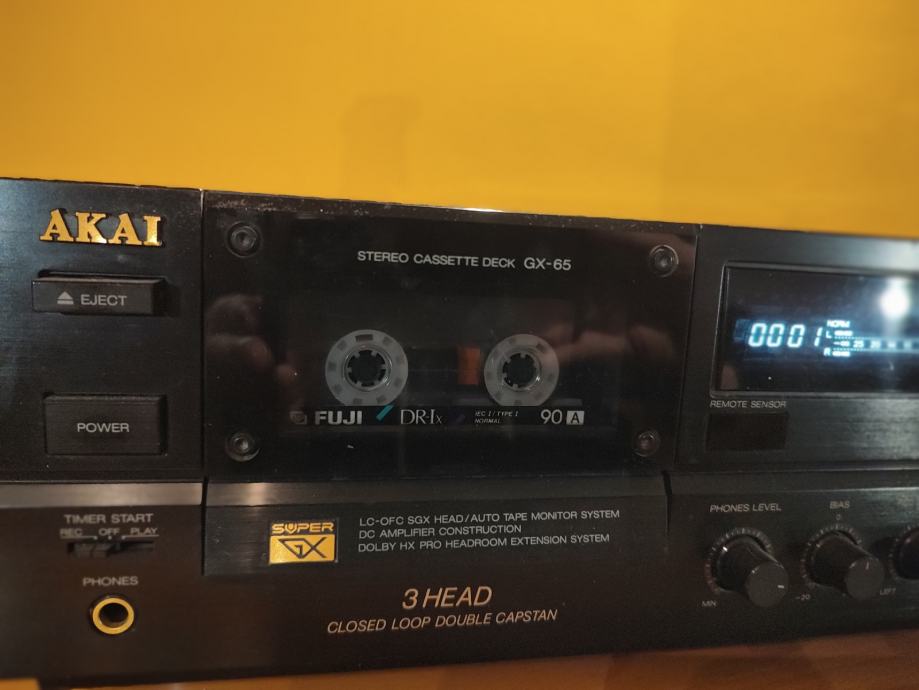 AKAI
EJECT
POWER
TIMER START
REC OFF PLAY
PHONES
STEREO CASSETTE DECK GX-65
FUJI DR-Ix IEC I / TYPE I NORMAL 90 A
SUPER GX
LC-OFC SGX HEAD/AUTO TAPE MONITOR SYSTEM
DC AMPLIFIER CONSTRUCTION
DOLBY HX PRO HEADROOM EXTENSION SYSTEM
3 HEAD
CLOSED LOOP DOUBLE CAPSTAN
0001
NORM
L
R
REMOTE SENSOR
PHONES LEVEL
MIN
BIAS
-20
LEFT